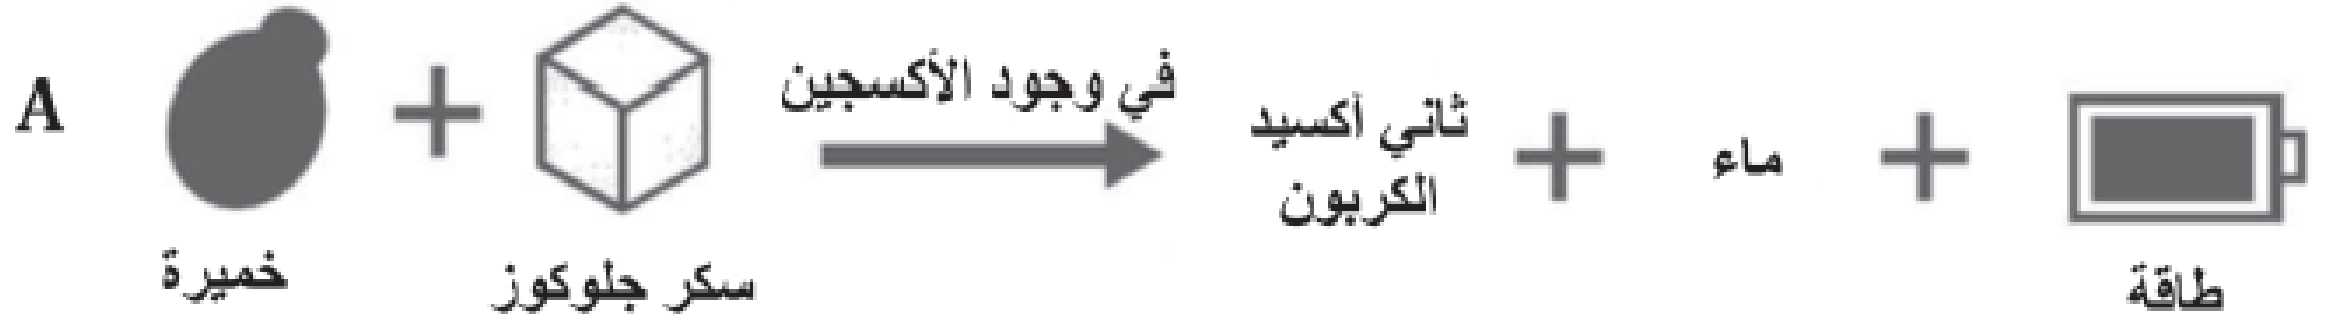 A
في وجود الأكسجين
ثاني أكسيد
الكربون
ماء
خميرة
سكر جلوكوز
طاقة